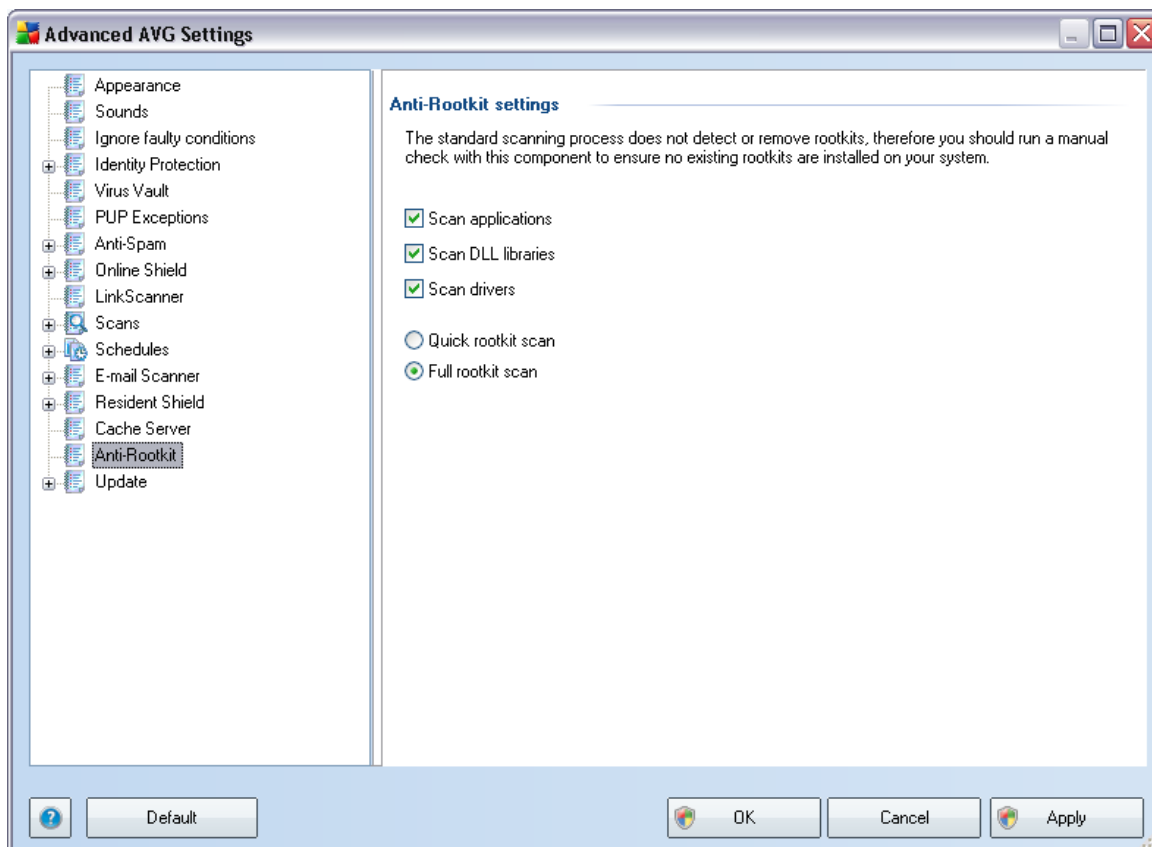 Advanced AVG Settings
Appearance
Sounds
Ignore faulty conditions
Identity Protection
Virus Vault
PUP Exceptions
Anti-Spam
Online Shield
LinkScanner
Scans
Schedules
E-mail Scanner
Resident Shield
Cache Server
Anti-Rootkit
Update
Anti-Rootkit settings
The standard scanning process does not detect or remove rootkits, therefore you should run a manual
check with this component to ensure no existing rootkits are installed on your system.
Scan applications
Scan DLL libraries
Scan drivers
Quick rootkit scan
Full rootkit scan
Default
OK
Cancel
Apply